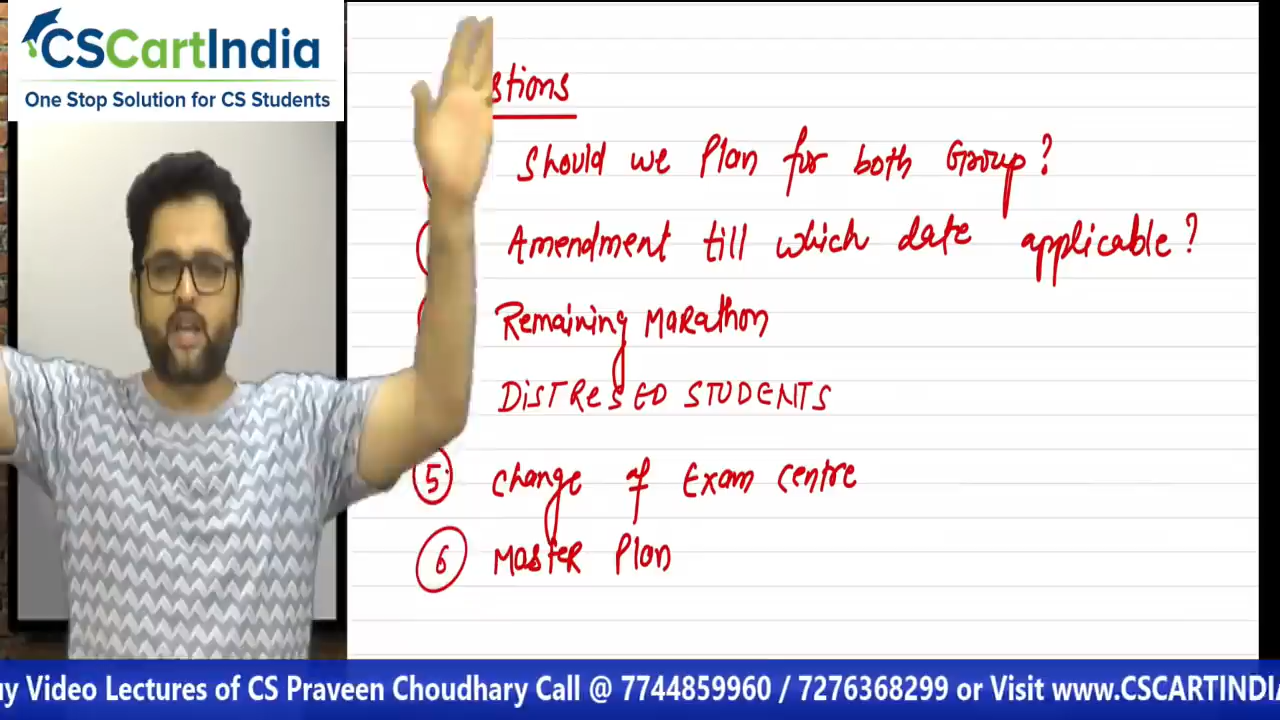 CSCartIndia
One Stop Solution for CS Students
stions
Should we Plan for both Group?
Amendment till which date applicable?
Remaining Marathon
DISTRESED STUDENTS
5 Change of Exam centre
6 Master Plan
uy Video Lectures of CS Praveen Choudhary Call @ 7744859960 / 7276368299 or Visit www.CSCARTINDIA